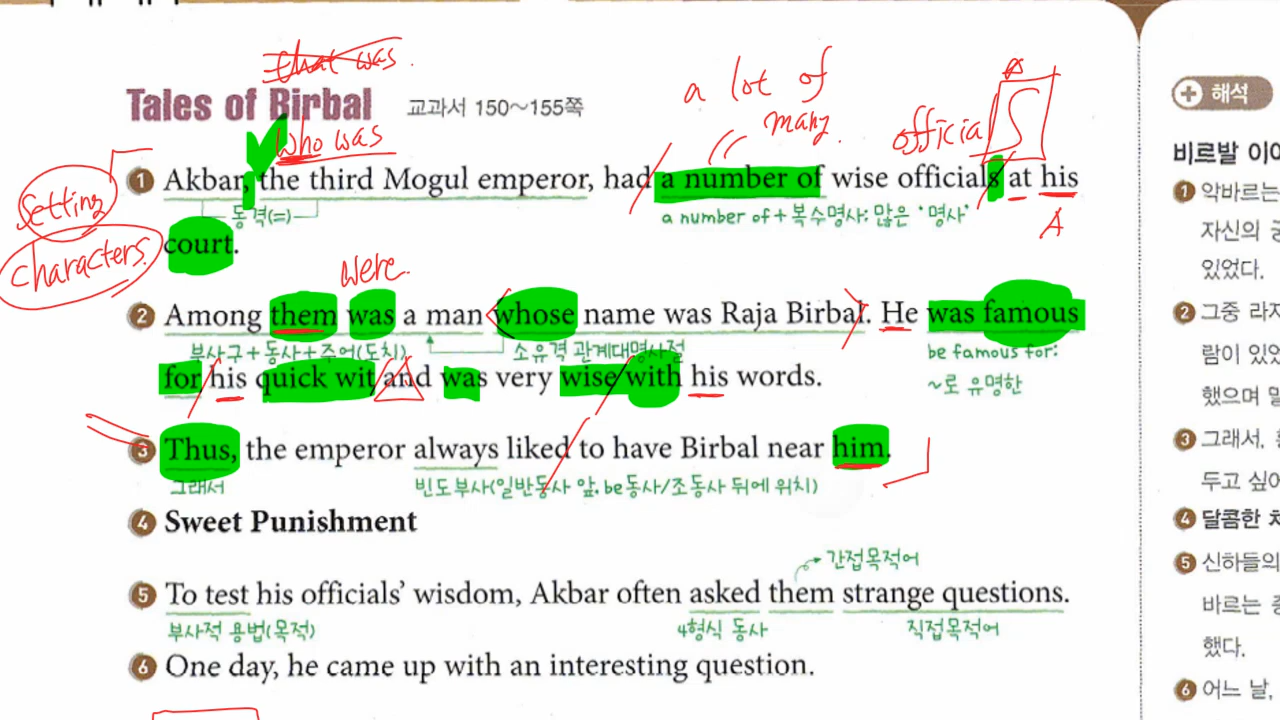 that was.
Tales of Birbal 교과서 150~155쪽
who was
a lot of
many.
official
S
해석
비르발 이야
setting
characters.
1 Akbar, the third Mogul emperor, had a number of wise officials at his
동격(=)
a number of + 복수명사: 많은 '명사'
A
court.
were
2 Among them was a man whose name was Raja Birbal. He was famous
부사구+동사+주어(도치)
소유격 관계대명사절
be famous for:
for his quick wit and was very wise with his words.
~로 유명한
3 Thus, the emperor always liked to have Birbal near him.
그래서
빈도부사(일반동사 앞, be동사/조동사 뒤에 위치)
4 Sweet Punishment
간접목적어
5 To test his officials' wisdom, Akbar often asked them strange questions.
부사적 용법(목적)
4형식 동사
직접목적어
6 One day, he came up with an interesting question.
1 악바르는
자신의 궁
있었다.
2 그중 라자
람이 있었
했으며 말
3 그래서,
두고 싶어
4 달콤한
5 신하들의
바르는 종
했다.
6 어느 날,